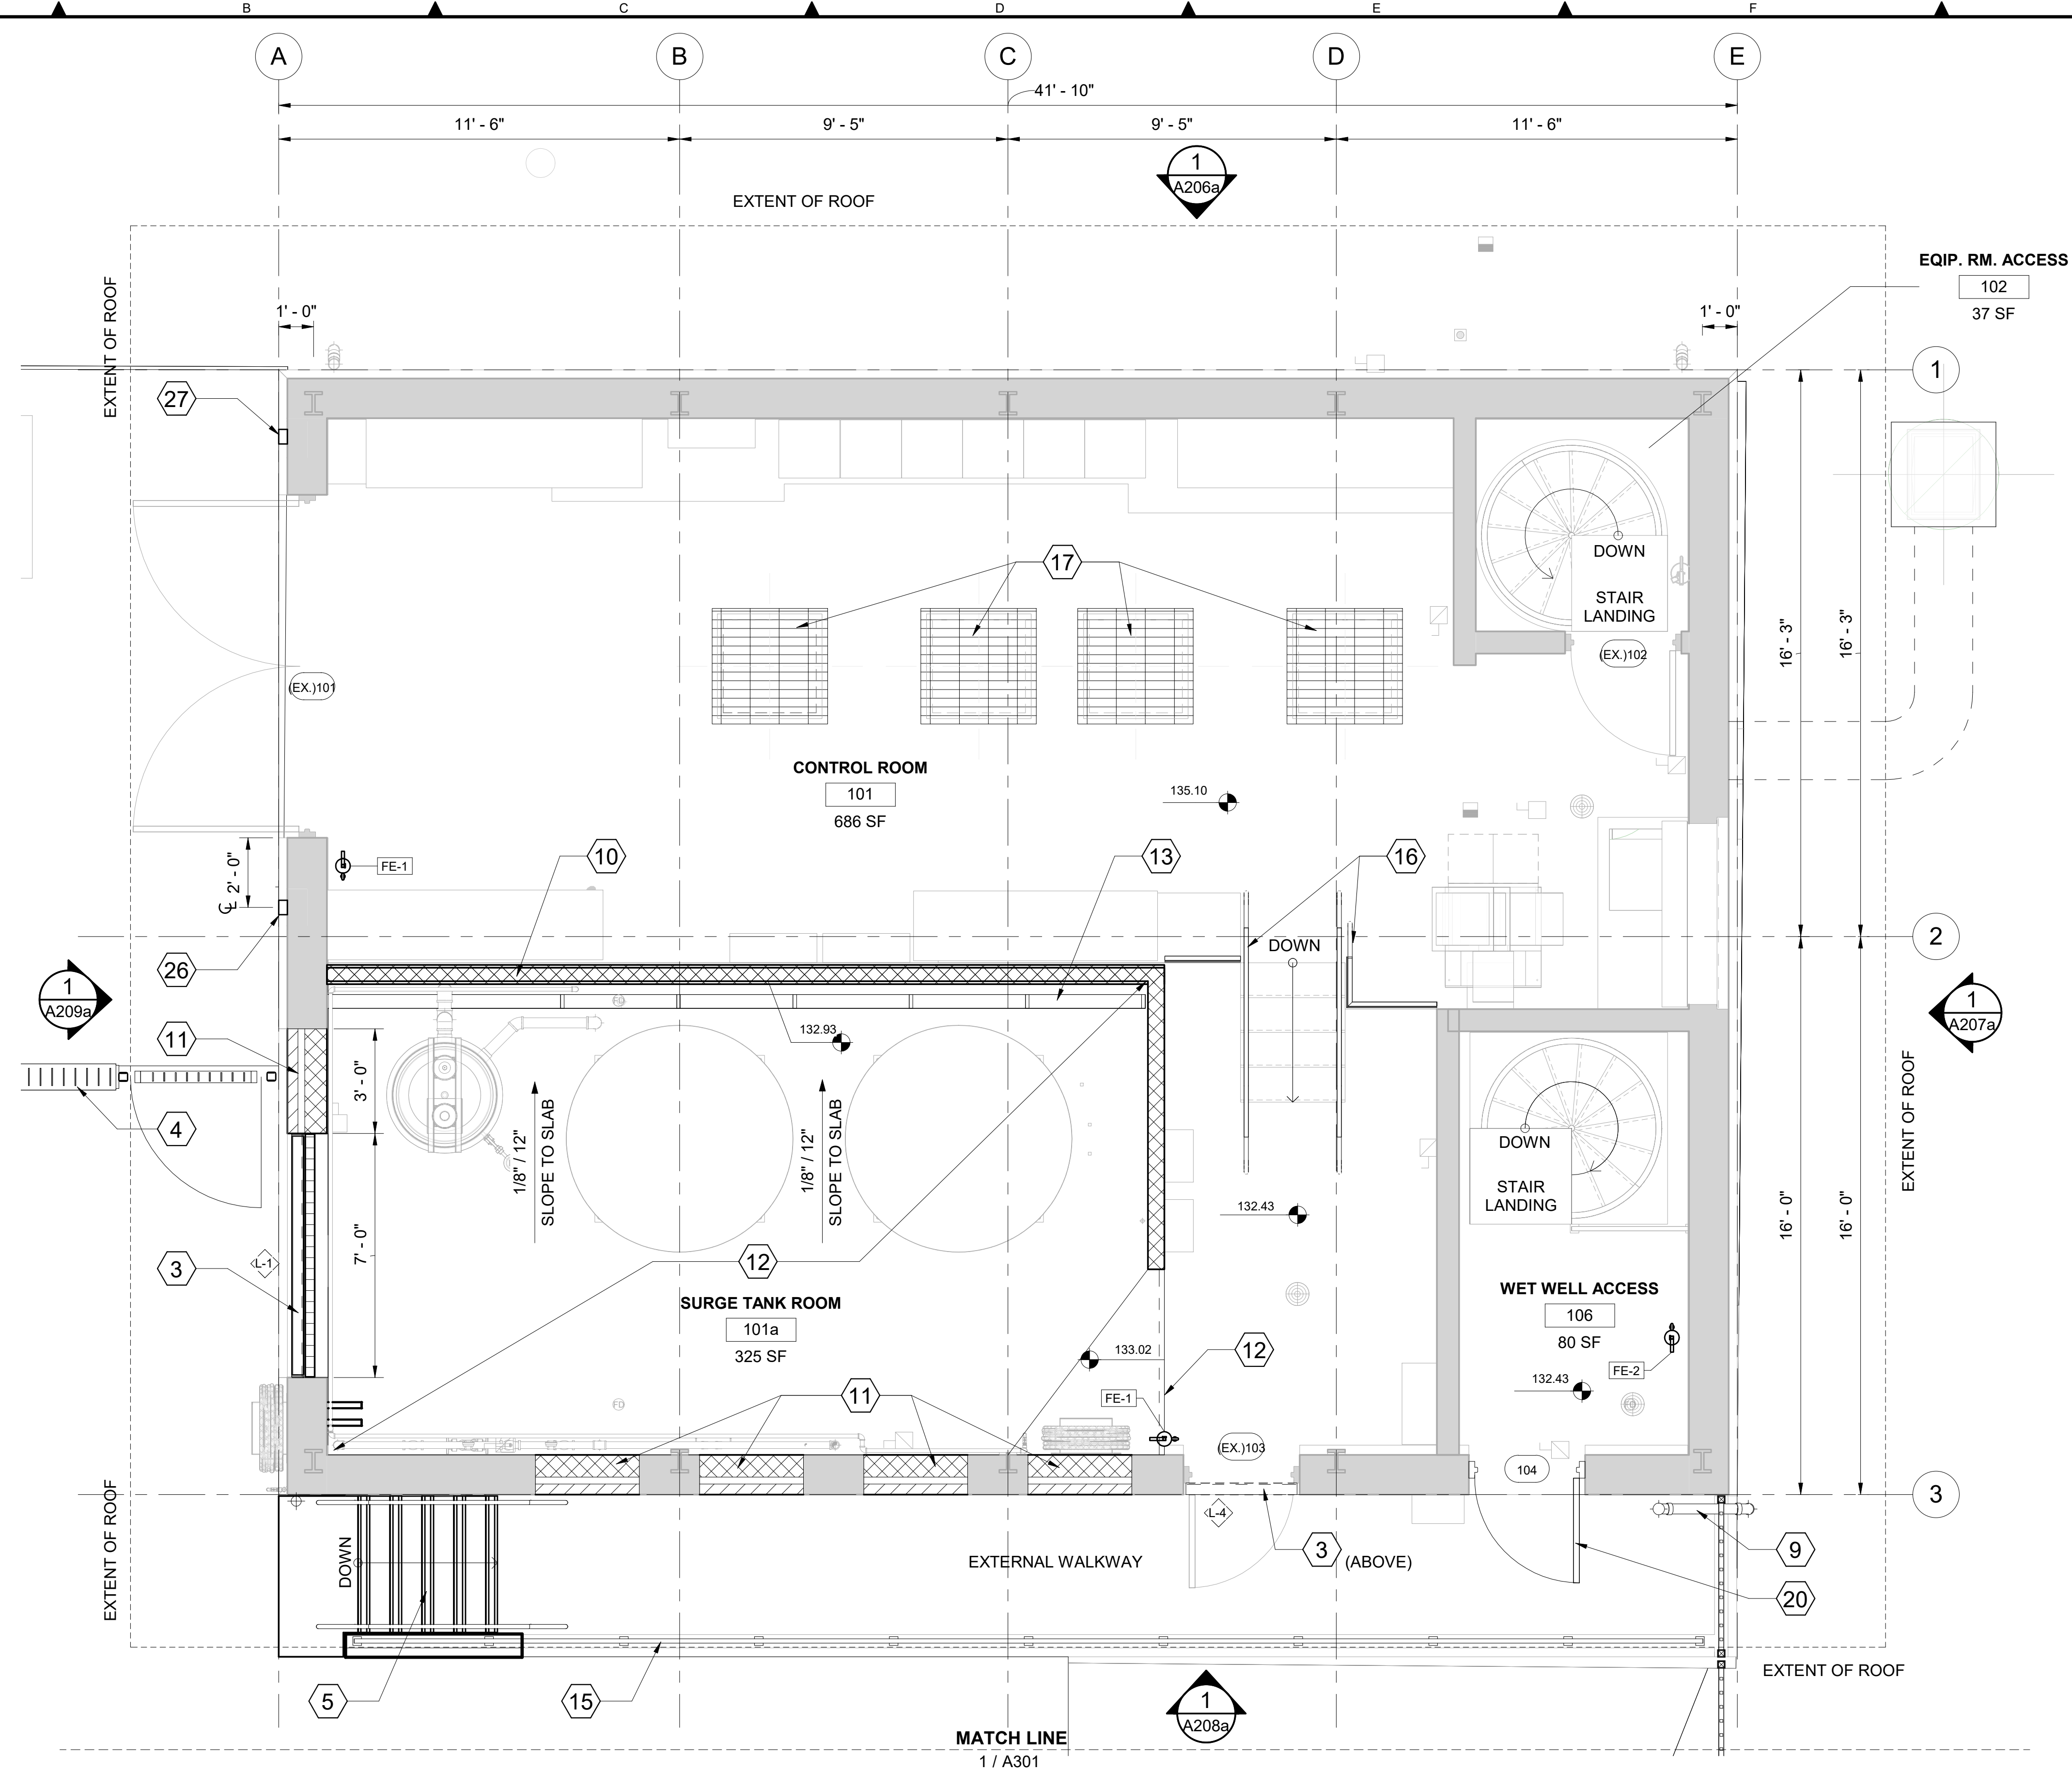 B
C
D
E
F
A
B
C
D
E
41' - 10"
11' - 6"
9' - 5"
9' - 5"
11' - 6"
1
A206a
EXTENT OF ROOF
EQIP. RM. ACCESS
102
37 SF
EXTENT OF ROOF
1' - 0"
1' - 0"
1
27
17
DOWN
STAIR
LANDING
(EX.)102
(EX.)101
16' - 3"
16' - 3"
CONTROL ROOM
101
686 SF
135.10
10
13
16
FE-1
2' - 0"
26
DOWN
2
1
A209a
1
A207a
11
FD
132.93
3' - 0"
4
1/8" / 12"
SLOPE TO SLAB
1/8" / 12"
SLOPE TO SLAB
DOWN
STAIR
LANDING
EXTENT OF ROOF
7' - 0"
132.43
16' - 0"
16' - 0"
3
L-1
12
SURGE TANK ROOM
101a
325 SF
WET WELL ACCESS
106
80 SF
133.02
12
FE-2
132.43
FE-1
11
FD
(EX.)103
104
3
EXTENT OF ROOF
L-4
DOWN
EXTERNAL WALKWAY
3
(ABOVE)
9
20
5
15
1
A208a
EXTENT OF ROOF
MATCH LINE
1 / A301